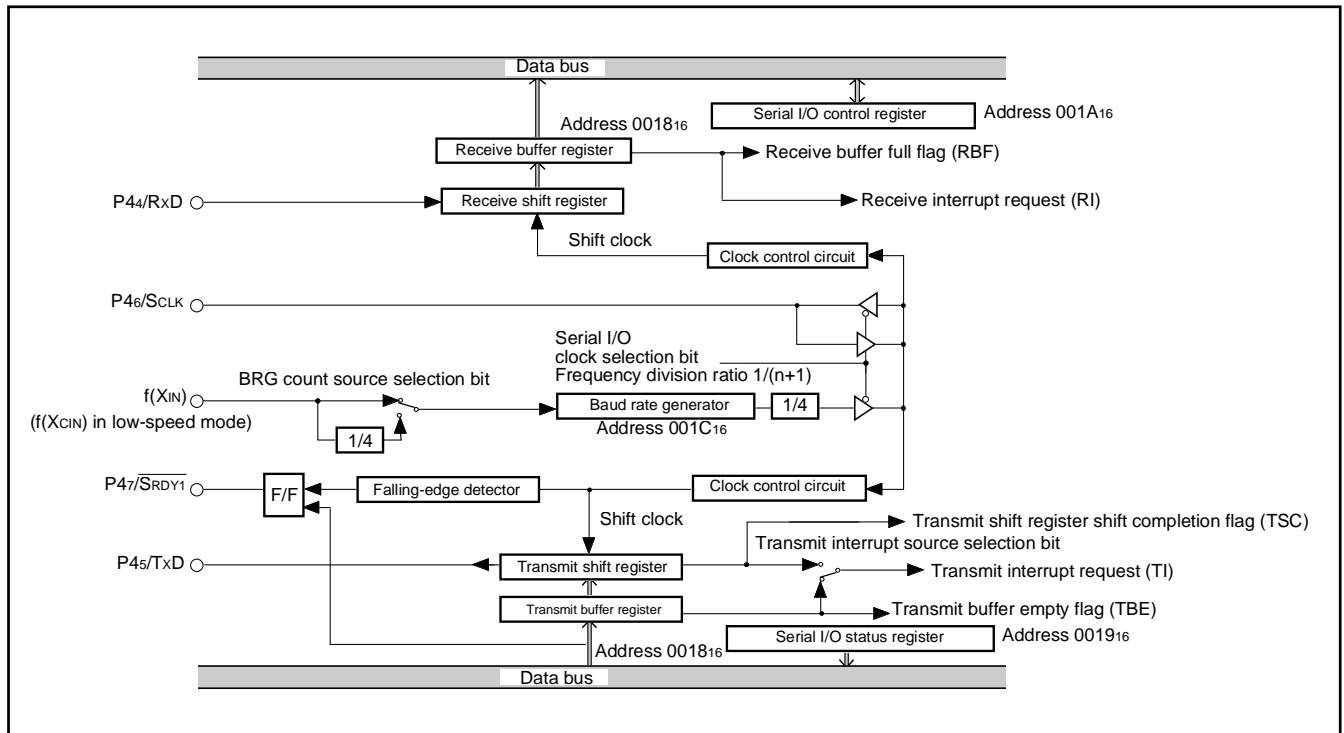 Data bus
Address 0018₁₆
Serial I/O control register
Address 001A₁₆
Receive buffer register
Receive buffer full flag (RBF)
P4₄/RxD
Receive shift register
Receive interrupt request (RI)
Shift clock
Clock control circuit
P4₆/SCLK
Serial I/O
clock selection bit
Frequency division ratio 1/(n+1)
BRG count source selection bit
f(XIN)
(f(XCIN) in low-speed mode)
1/4
Baud rate generator
1/4
Address 001C₁₆
P4₇/S̅R̅D̅Y̅1̅
F/F
Falling-edge detector
Clock control circuit
Shift clock
Transmit shift register shift completion flag (TSC)
Transmit interrupt source selection bit
P4₅/TxD
Transmit shift register
Transmit interrupt request (TI)
Transmit buffer register
Transmit buffer empty flag (TBE)
Address 0018₁₆
Serial I/O status register
Address 0019₁₆
Data bus